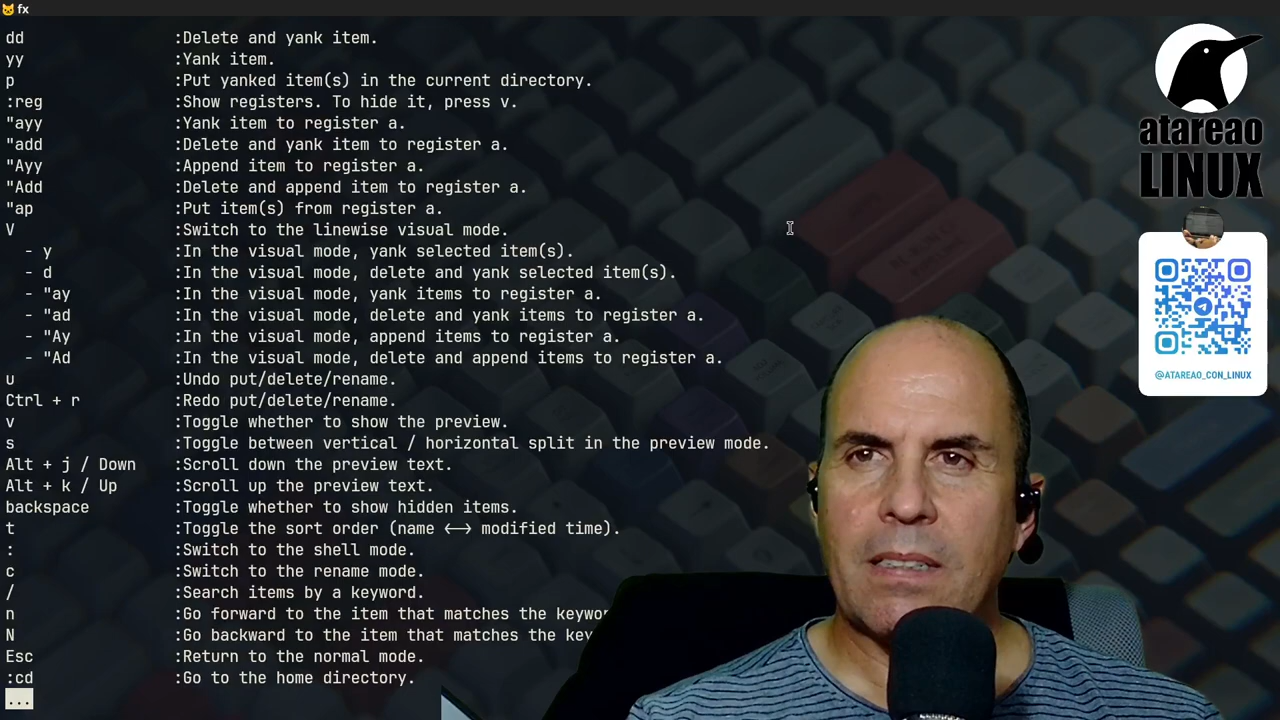 fx
dd :Delete and yank item.
yy :Yank item.
p :Put yanked item(s) in the current directory.
:reg :Show registers. To hide it, press v.
"ayy :Yank item to register a.
"add :Delete and yank item to register a.
"Ayy :Append item to register a.
"Add :Delete and append item to register a.
"ap :Put item(s) from register a.
V :Switch to the linewise visual mode.
- y :In the visual mode, yank selected item(s).
- d :In the visual mode, delete and yank selected item(s).
- "ay :In the visual mode, yank items to register a.
- "ad :In the visual mode, delete and yank items to register a.
- "Ay :In the visual mode, append items to register a.
- "Ad :In the visual mode, delete and append items to register a.
u :Undo put/delete/rename.
Ctrl + r :Redo put/delete/rename.
v :Toggle whether to show the preview.
s :Toggle between vertical / horizontal split in the preview mode.
Alt + j / Down :Scroll down the preview text.
Alt + k / Up :Scroll up the preview text.
backspace :Toggle whether to show hidden items.
t :Toggle the sort order (name <-> modified time).
: :Switch to the shell mode.
c :Switch to the rename mode.
/ :Search items by a keyword.
n :Go forward to the item that matches the keywor
N :Go backward to the item that matches the key
Esc :Return to the normal mode.
:cd :Go to the home directory.
...
atareao
LINUX
@ATAREAO_CON_LINUX